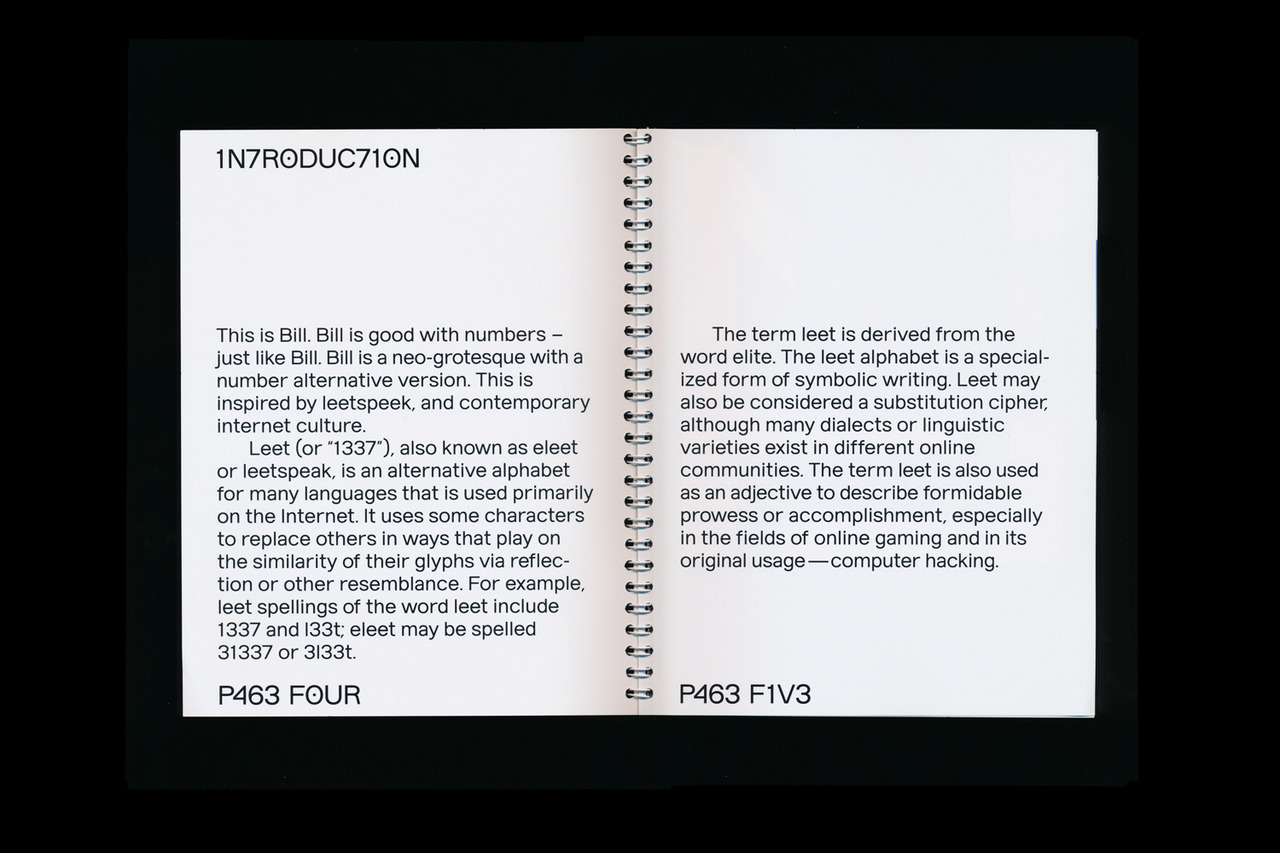 1N7R0DUC710N
This is Bill. Bill is good with numbers –
just like Bill. Bill is a neo-grotesque with a
number alternative version. This is
inspired by leetspeek, and contemporary
internet culture.
Leet (or “1337”), also known as eleet
or leetspeak, is an alternative alphabet
for many languages that is used primarily
on the Internet. It uses some characters
to replace others in ways that play on
the similarity of their glyphs via reflec-
tion or other resemblance. For example,
leet spellings of the word leet include
1337 and l33t; eleet may be spelled
31337 or 3l33t.
P463 F0UR
The term leet is derived from the
word elite. The leet alphabet is a special-
ized form of symbolic writing. Leet may
also be considered a substitution cipher,
although many dialects or linguistic
varieties exist in different online
communities. The term leet is also used
as an adjective to describe formidable
prowess or accomplishment, especially
in the fields of online gaming and in its
original usage — computer hacking.
P463 F1V3